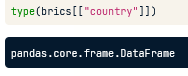 type(brics[["country"]])
pandas.core.frame.DataFrame